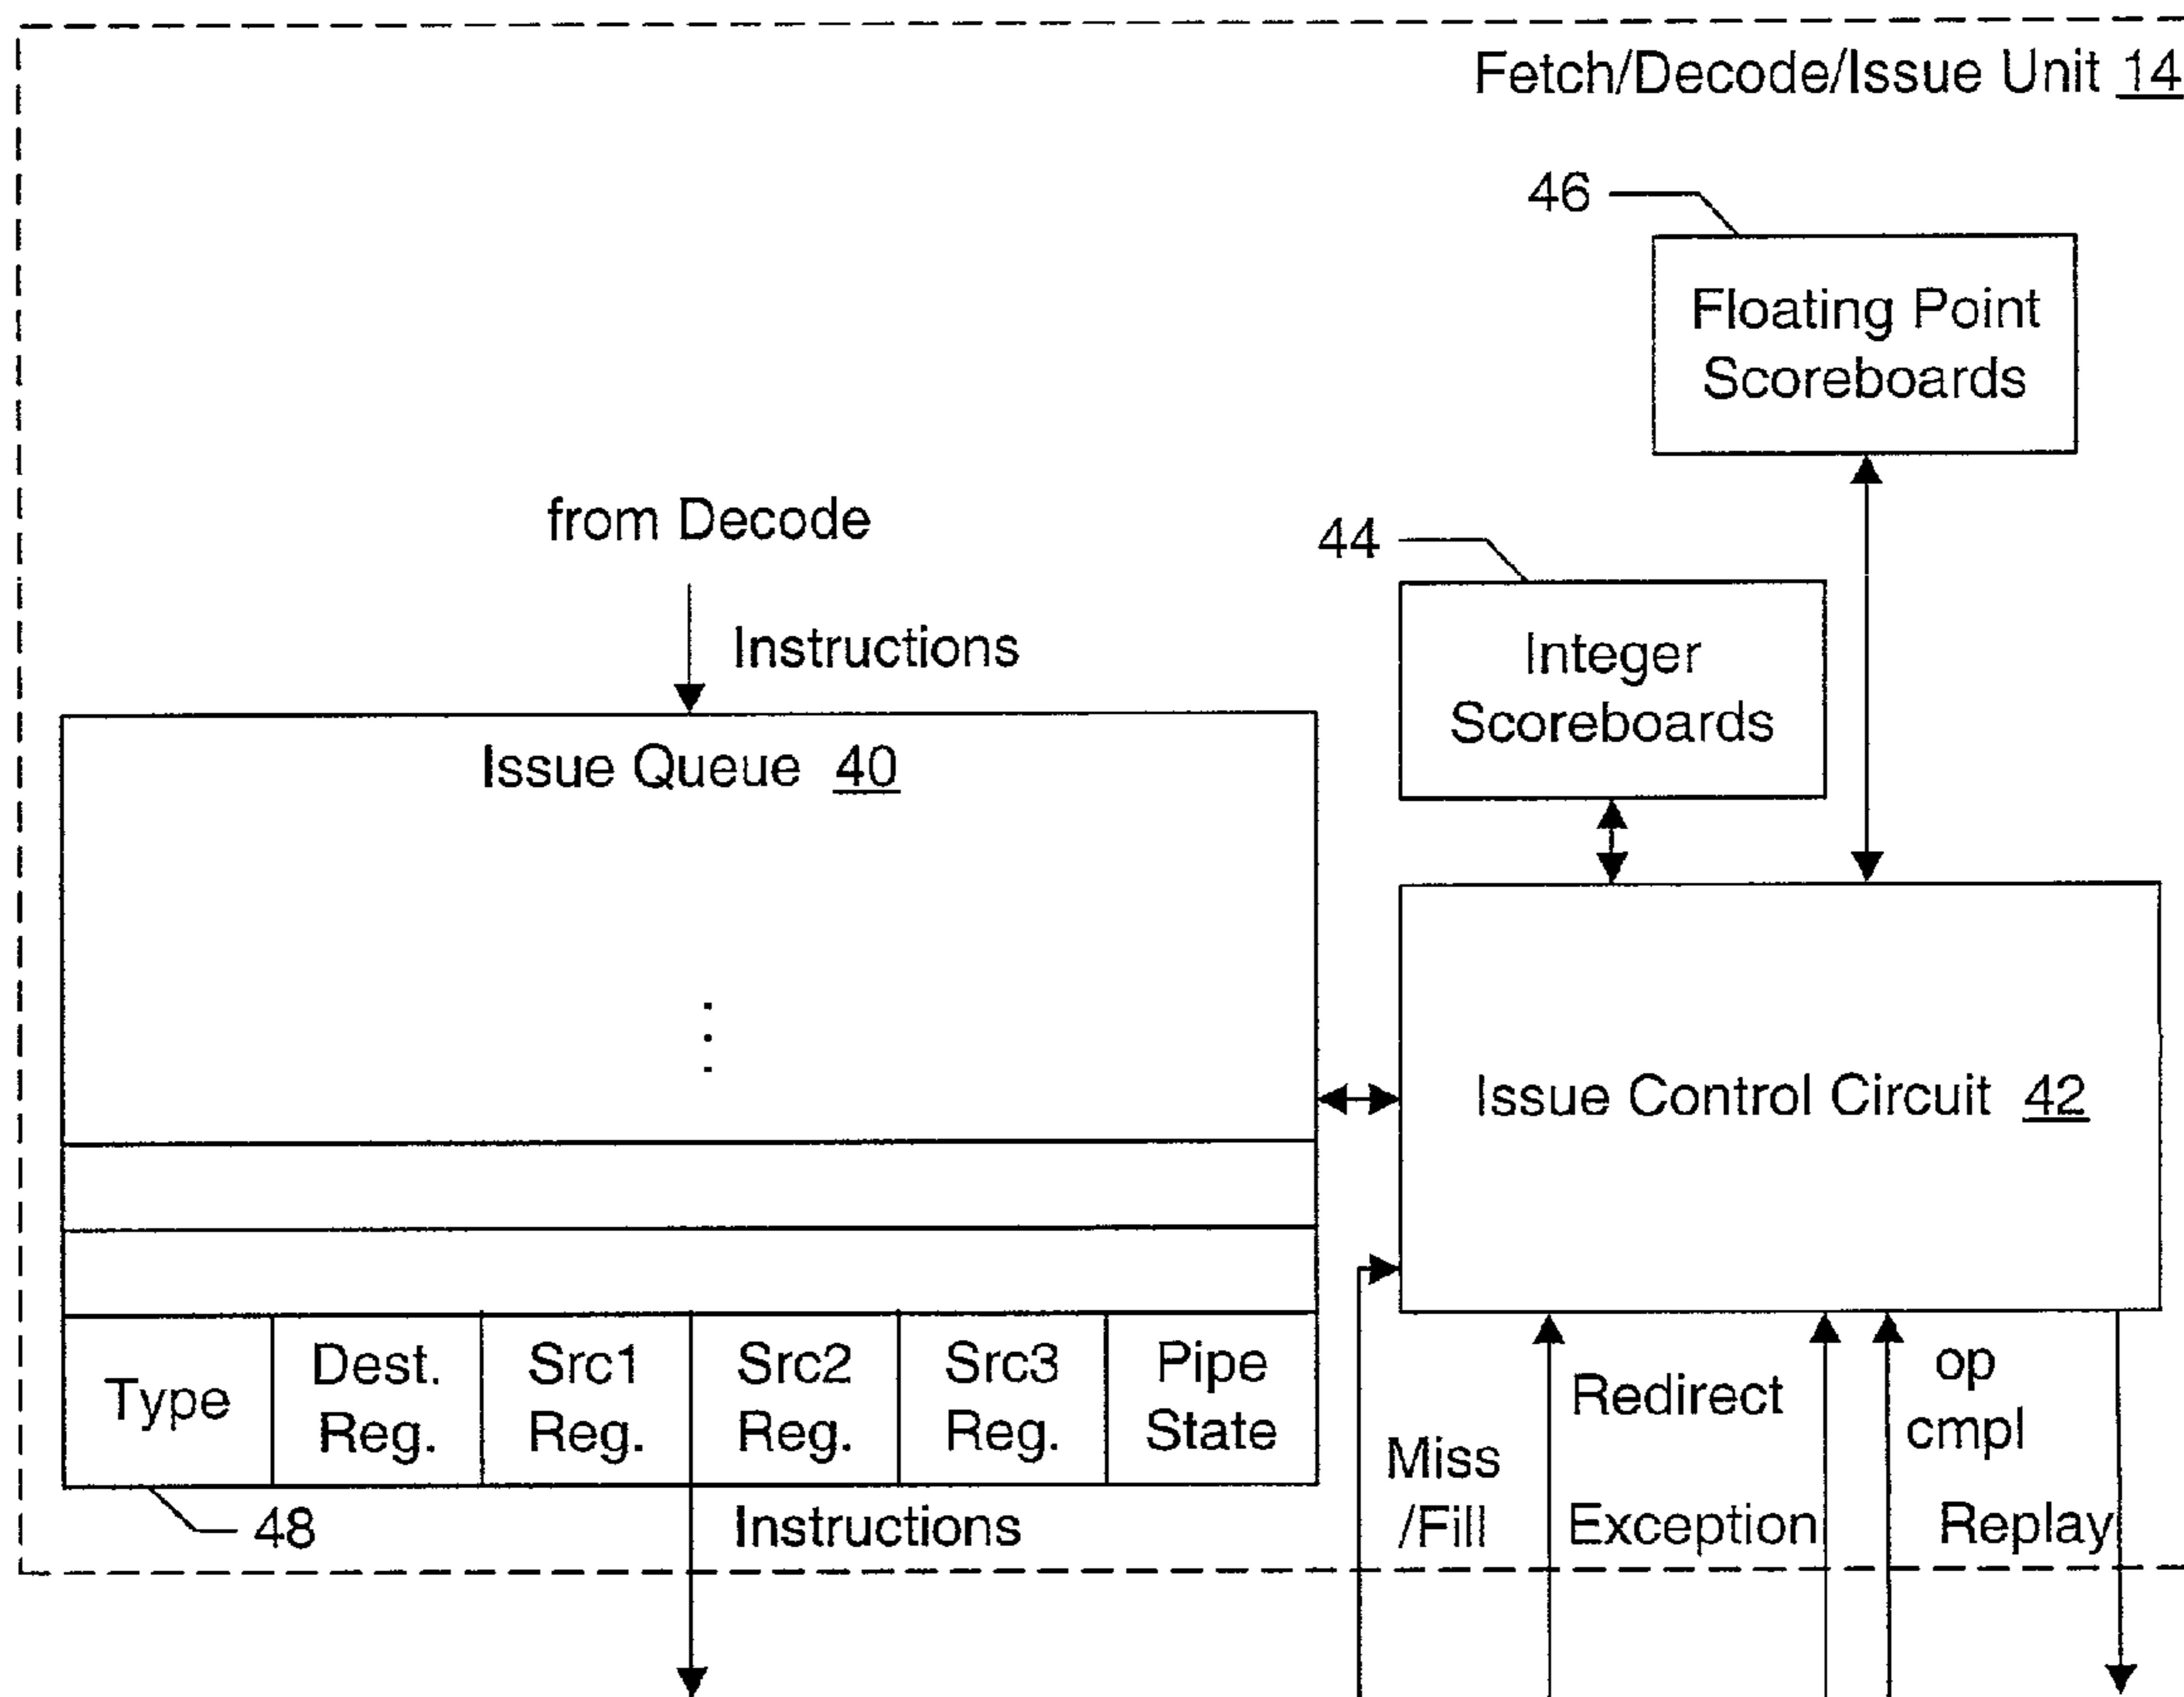 Fetch/Decode/Issue Unit 14
46
Floating Point
Scoreboards
from Decode
44
Instructions
Integer
Scoreboards
Issue Queue 40
Issue Control Circuit 42
Type
Dest.
Reg.
Src1
Reg.
Src2
Reg.
Src3
Reg.
Pipe
State
48
Instructions
Miss
/Fill
Redirect
Exception
op
cmpl
Replay